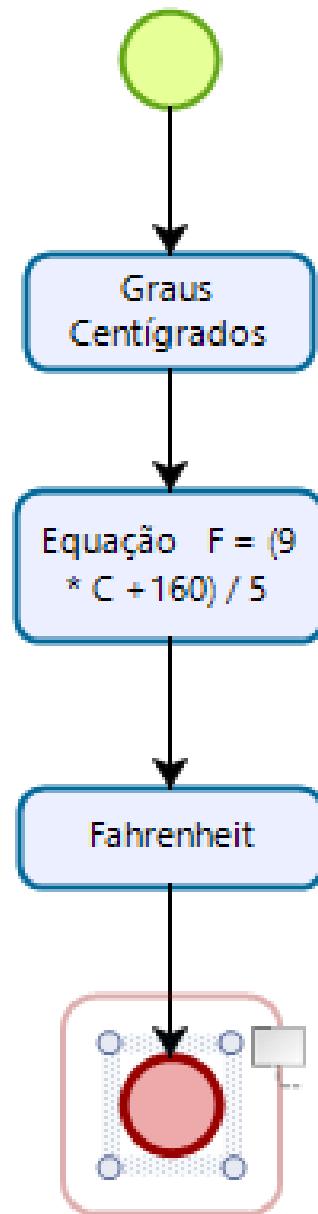 Graus
Centígrados
Equação F = (9
* C +160) / 5
Fahrenheit